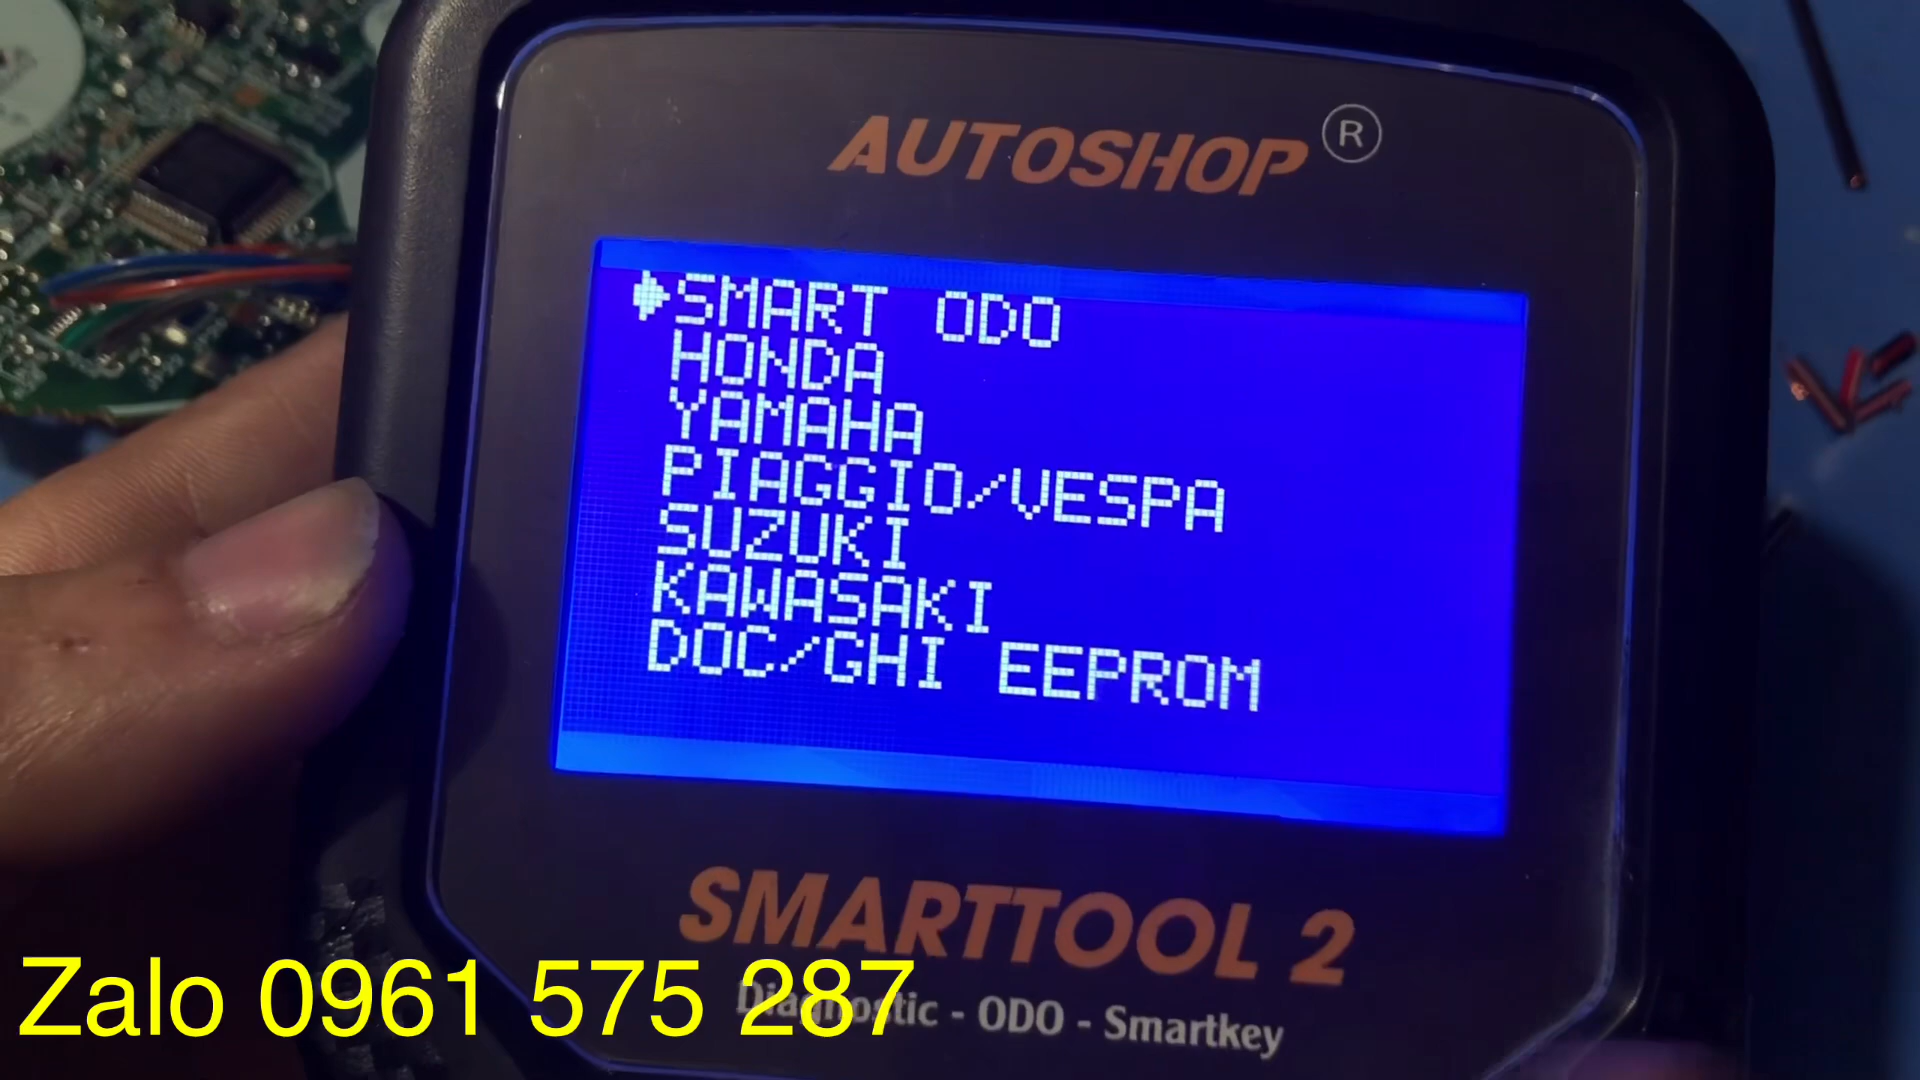 AUTOSHOP ®
SMART ODO
HONDA
YAMAHA
PIAGGIO/VESPA
SUZUKI
KAWASAKI
DOC/GHI EEPROM
SMARTTOOL 2
Diagnostic - ODO - Smartkey
Zalo 0961 575 287